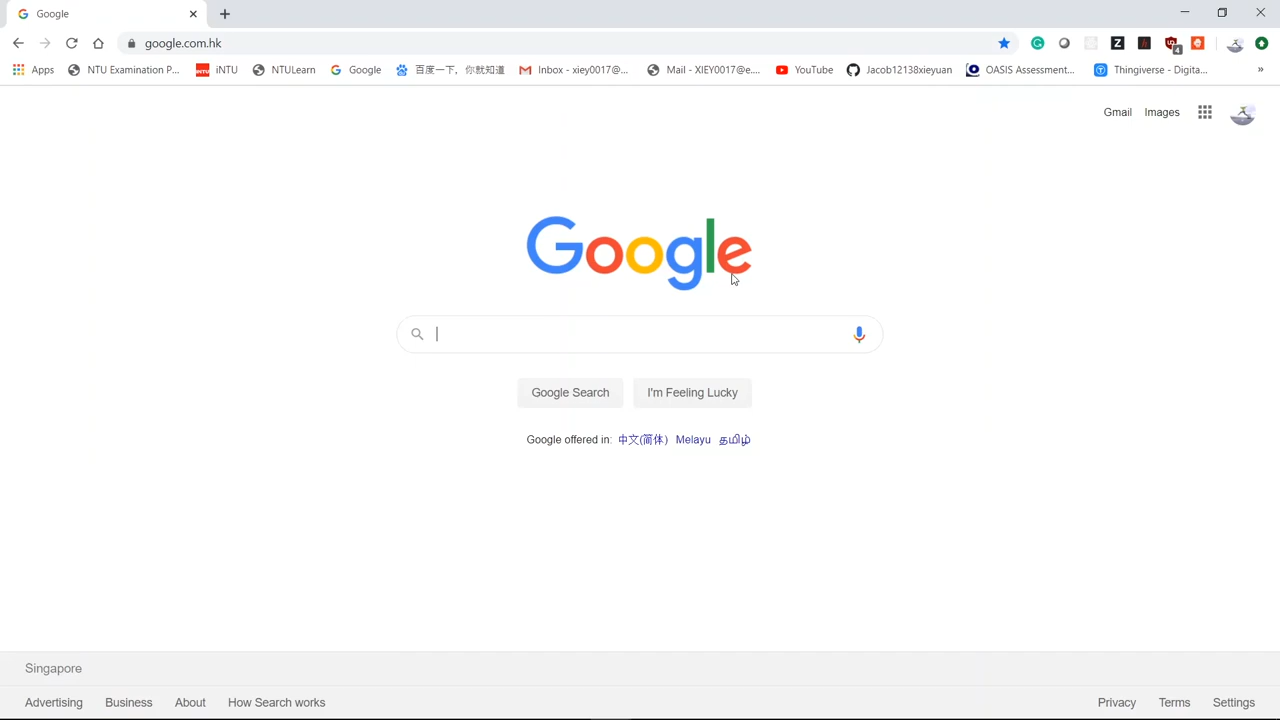 Google
google.com.hk
Apps NTU Examination P... iNTU NTULearn Google 百度一下，你就知道 Inbox - xiey0017@... Mail - XIEY0017@e... YouTube Jacob12138xieyuan OASIS Assessment... Thingiverse - Digita... »
Gmail Images
Google
Google Search I'm Feeling Lucky
Google offered in: 中文(简体) Melayu தமிழ்
Singapore
Advertising Business About How Search works Privacy Terms Settings